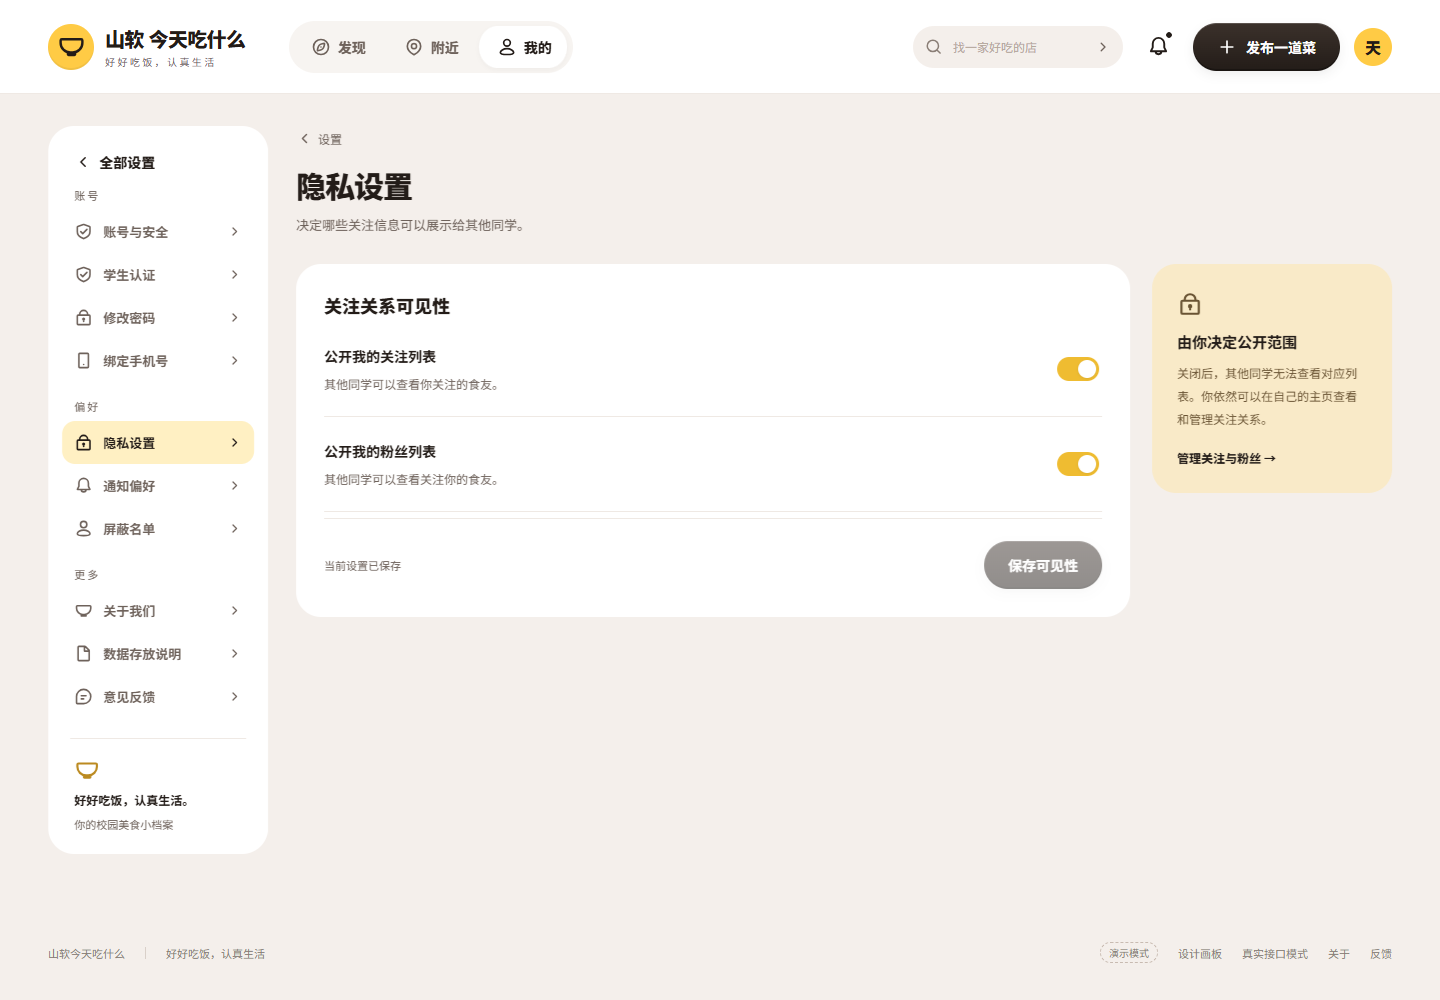 山软 今天吃什么
好好吃饭，认真生活
发现
附近
我的
找一家好吃的店
发布一道菜
天
全部设置
账号
账号与安全
学生认证
修改密码
绑定手机号
偏好
隐私设置
通知偏好
屏蔽名单
更多
关于我们
数据存放说明
意见反馈
好好吃饭，认真生活。
你的校园美食小档案
设置
隐私设置
决定哪些关注信息可以展示给其他同学。
关注关系可见性
公开我的关注列表
其他同学可以查看你关注的食友。
公开我的粉丝列表
其他同学可以查看关注你的食友。
当前设置已保存
保存可见性
由你决定公开范围
关闭后，其他同学无法查看对应列
表。你依然可以在自己的主页查看
和管理关注关系。
管理关注与粉丝 →
山软今天吃什么
好好吃饭，认真生活
演示模式
设计画板
真实接口模式
关于
反馈